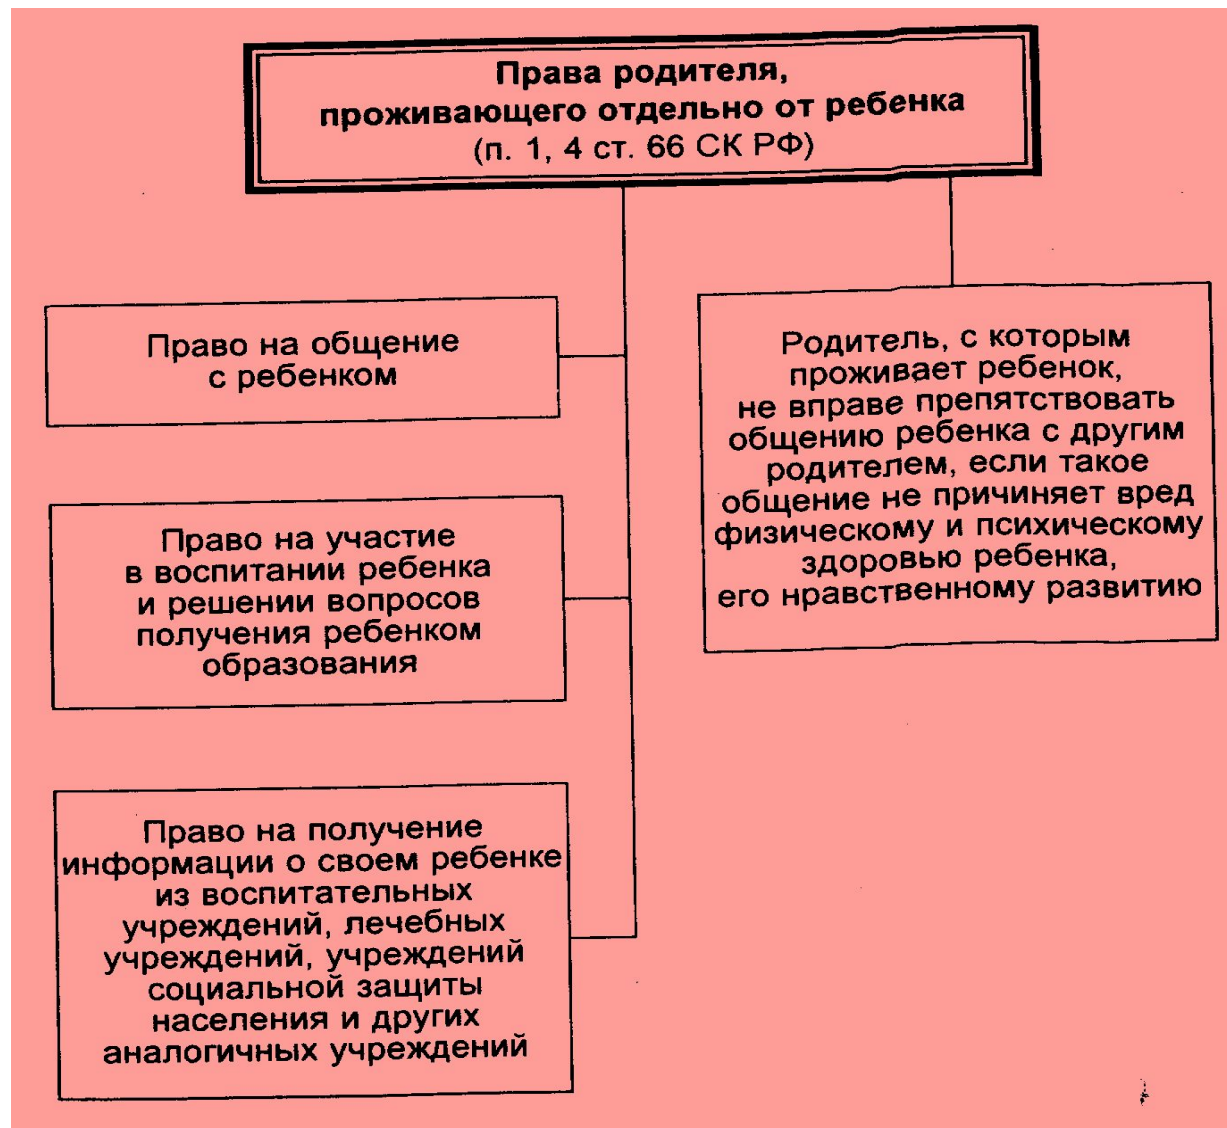 Права родителя,
проживающего отдельно от ребенка
(п. 1, 4 ст. 66 СК РФ)
Право на общение
с ребенком
Право на участие
в воспитании ребенка
и решении вопросов
получения ребенком
образования
Право на получение
информации о своем ребенке
из воспитательных
учреждений, лечебных
учреждений, учреждений
социальной защиты
населения и других
аналогичных учреждений
Родитель, с которым
проживает ребенок,
не вправе препятствовать
общению ребенка с другим
родителем, если такое
общение не причиняет вред
физическому и психическому
здоровью ребенка,
его нравственному развитию